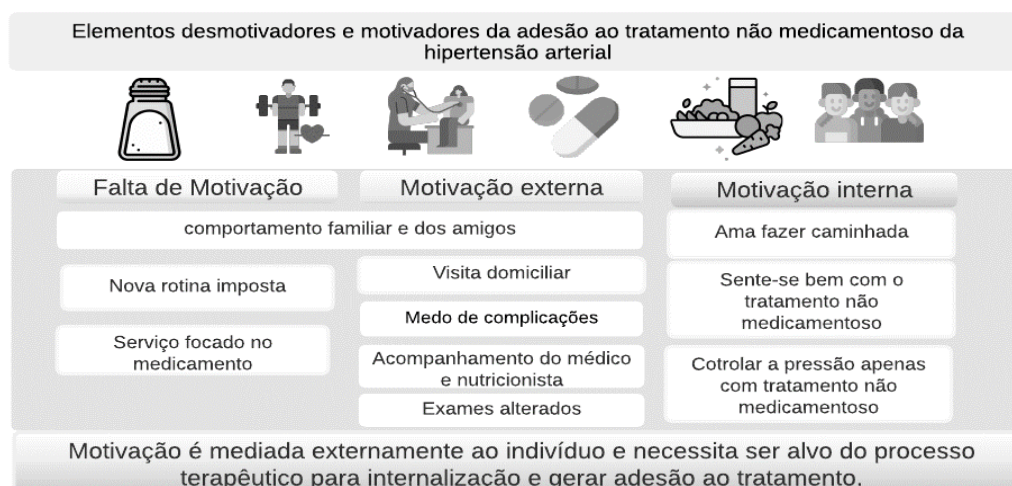 Elementos desmotivadores e motivadores da adesão ao tratamento não medicamentoso da
hipertensão arterial
Falta de Motivação
Motivação externa
Motivação interna
comportamento familiar e dos amigos
Nova rotina imposta
Serviço focado no
medicamento
Visita domiciliar
Medo de complicações
Acompanhamento do médico
e nutricionista
Exames alterados
Ama fazer caminhada
Sente-se bem com o
tratamento não
medicamentoso
Cotrolar a pressão apenas
com tratamento não
medicamentoso
Motivação é mediada externamente ao indivíduo e necessita ser alvo do processo
terapêutico para internalização e gerar adesão ao tratamento.